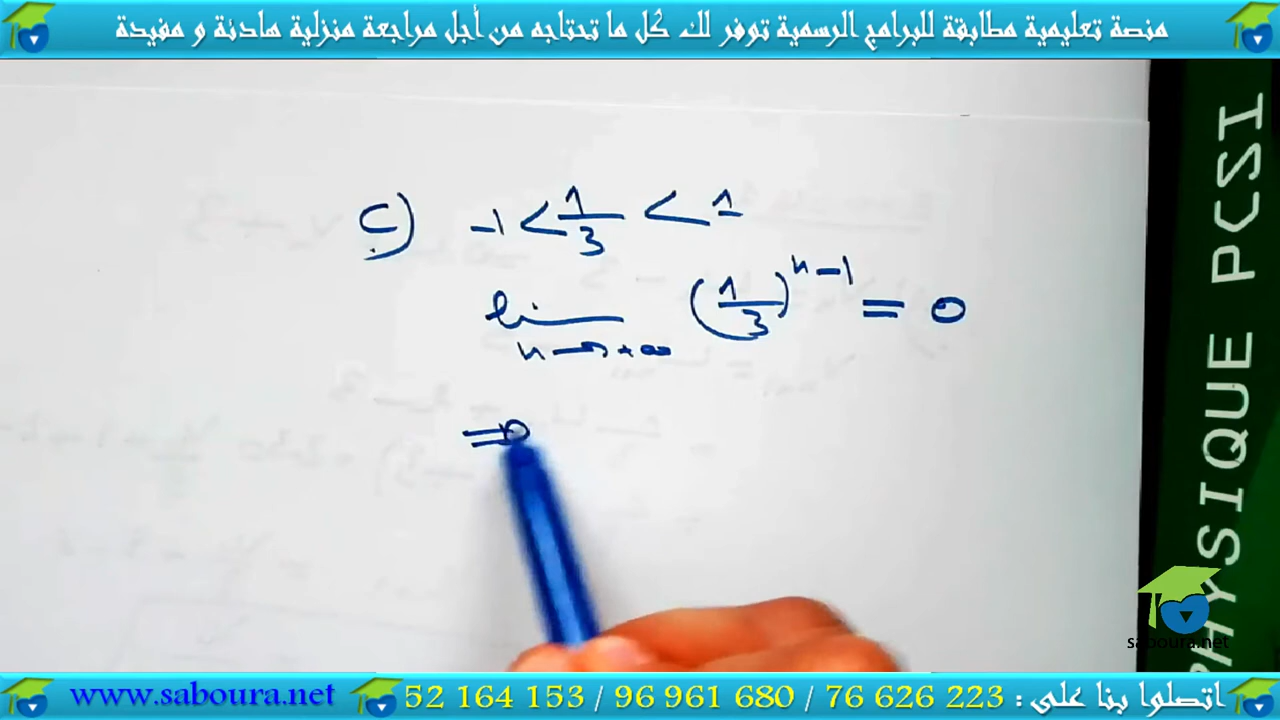 منصة تعليمية مطابقة للبرامج الرسمية توفر لك كل ما تحتاجه من أجل مراجعة منزلية هادئة و مفيدة
c) -1 < 1/3 < 1
lim n→+∞ (1/3)^(n-1) = 0
⇒
PHYSIQUE PCSI
saboura.net
www.saboura.net 52 164 153 / 96 961 680 / 76 626 223 : اتصلوا بنا على